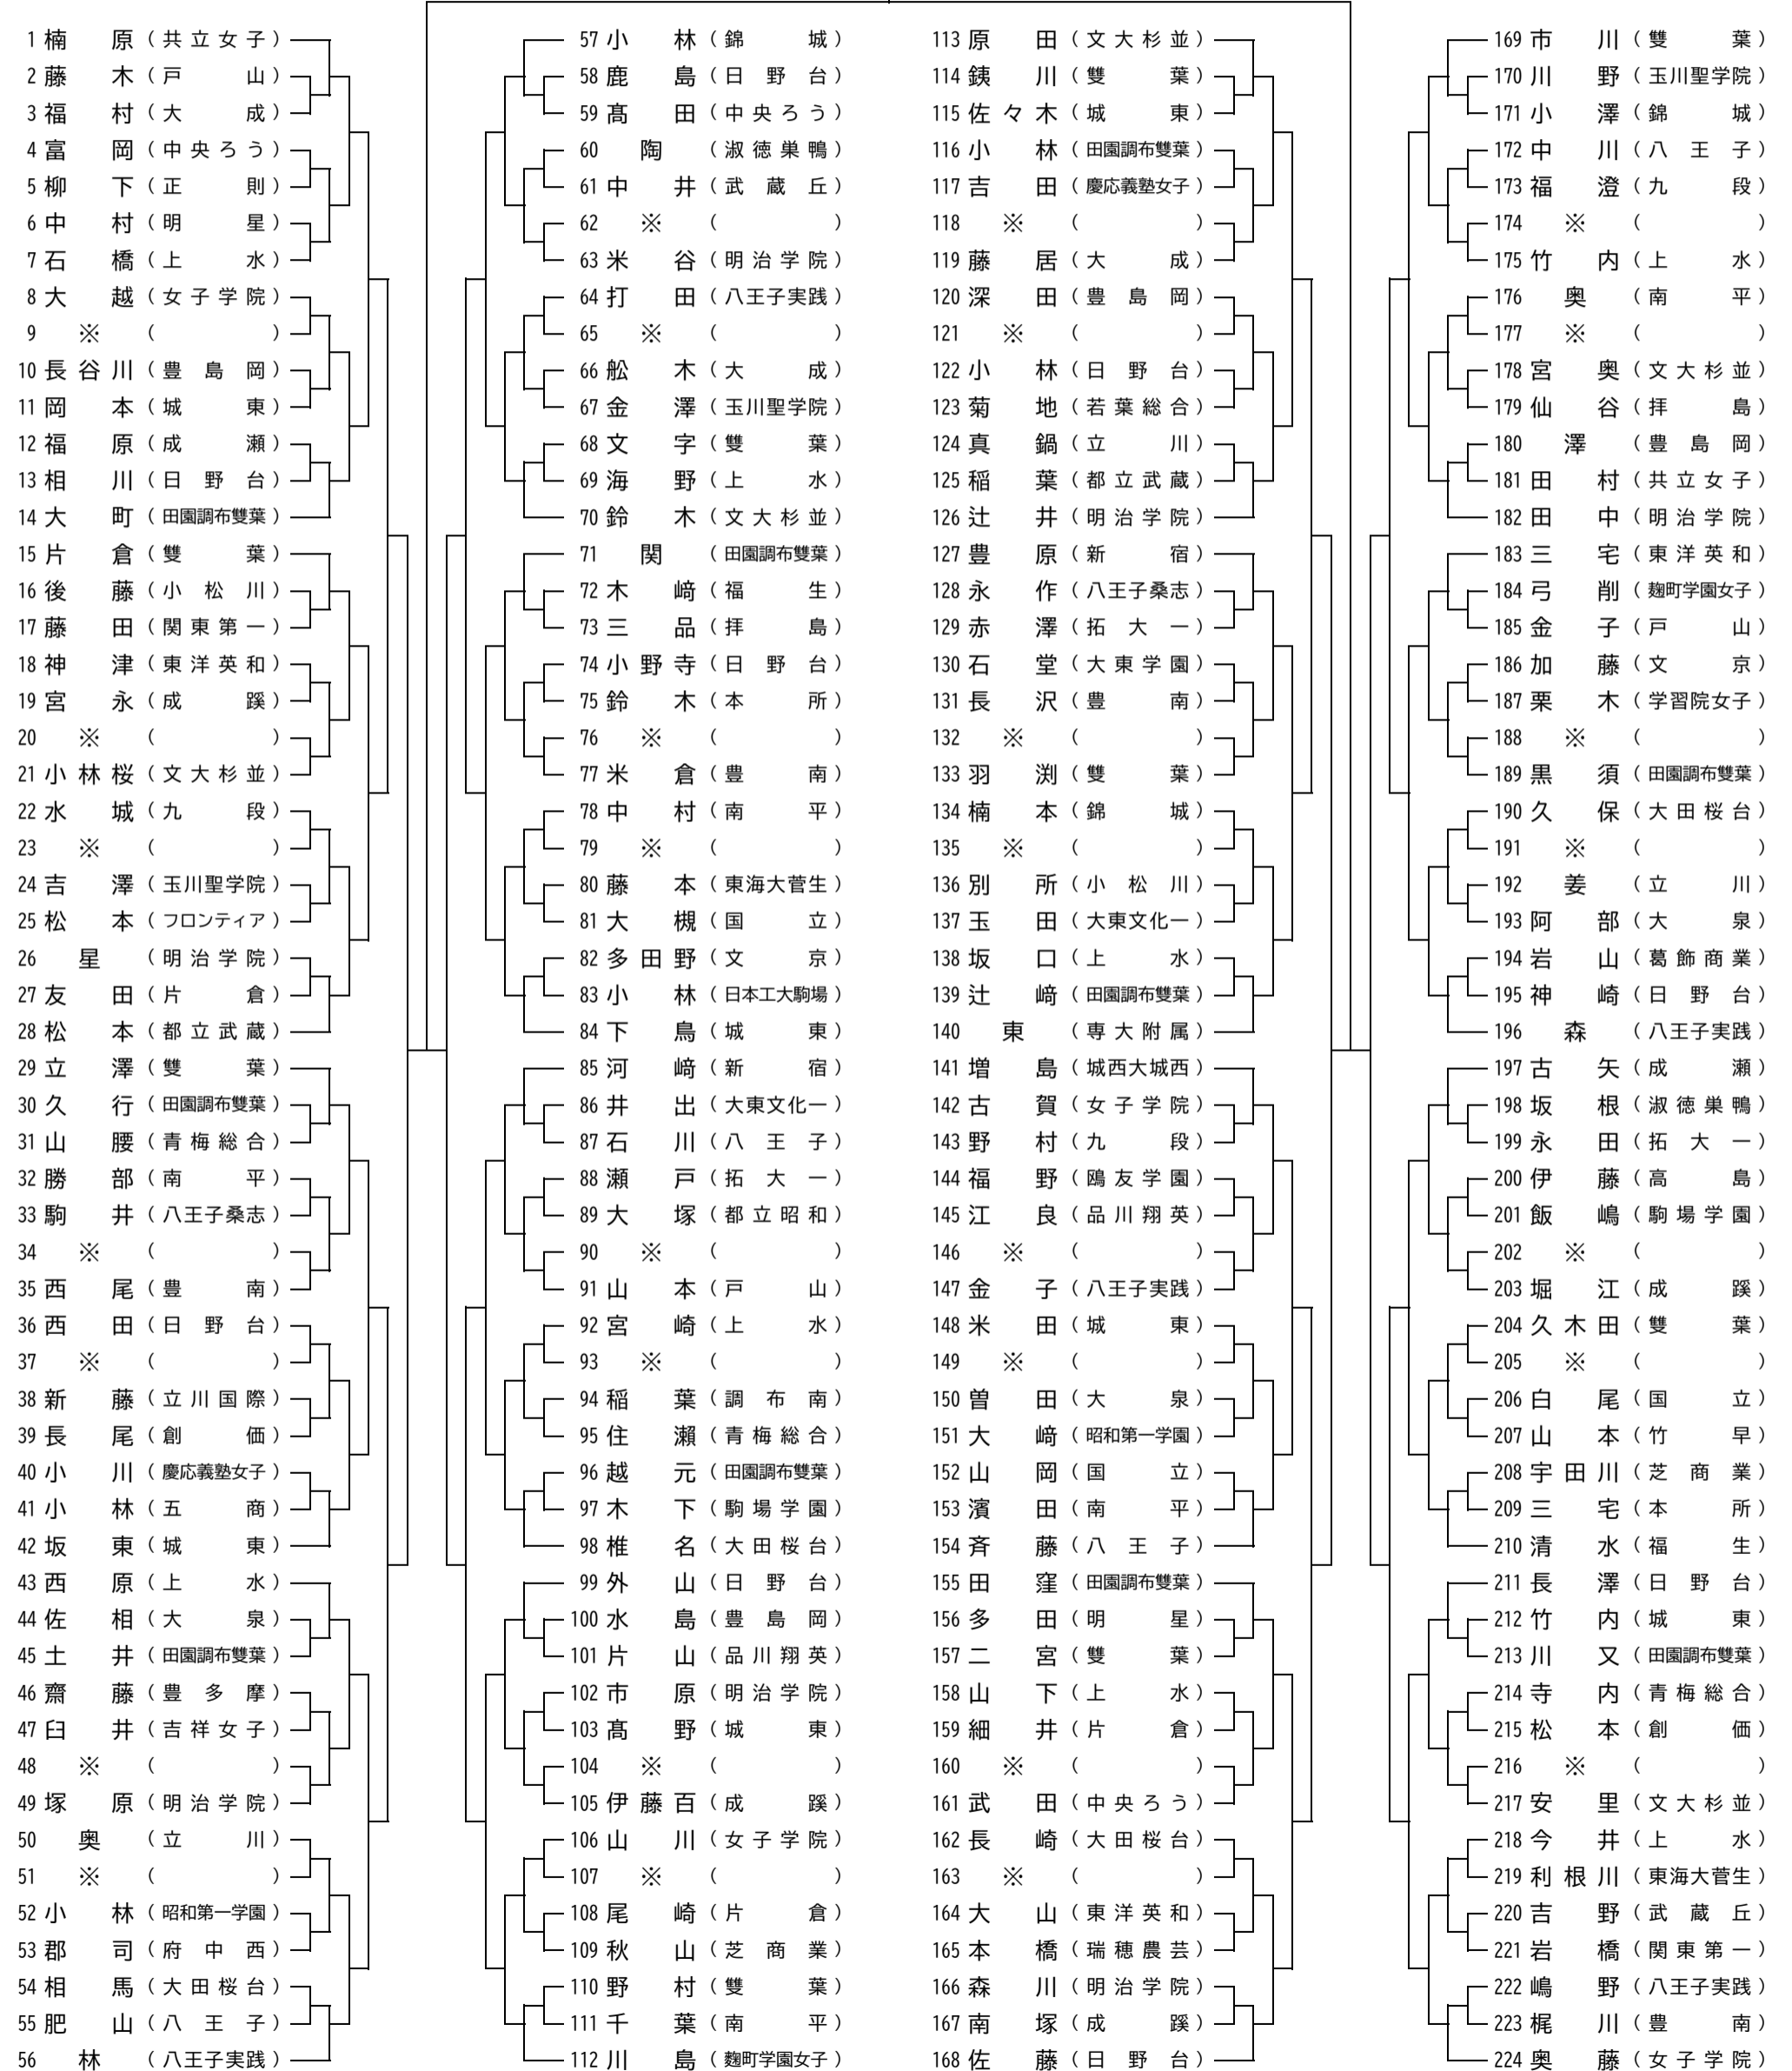 1 楠原（共立女子）
2 藤木（戸山）
3 福村（大成）
4 富岡（中央ろう）
5 柳下（正則）
6 中村（明星）
7 石橋（上水）
8 大越（女子学院）
9 ※（ ）
10 長谷川（豊島岡）
11 岡本（城東）
12 福原（成瀬）
13 相川（日野台）
14 大町（田園調布雙葉）
15 片倉（雙葉）
16 後藤（小松川）
17 藤田（関東第一）
18 神津（東洋英和）
19 宮永（成蹊）
20 ※（ ）
21 小林桜（文大杉並）
22 水城（九段）
23 ※（ ）
24 吉澤（玉川聖学院）
25 松本（フロンティア）
26 星（明治学院）
27 友田（片倉）
28 松本（都立武蔵）
29 立澤（雙葉）
30 久行（田園調布雙葉）
31 山腰（青梅総合）
32 勝部（南平）
33 駒井（八王子桑志）
34 ※（ ）
35 西尾（豊南）
36 西田（日野台）
37 ※（ ）
38 新藤（立川国際）
39 長尾（創価）
40 小川（慶応義塾女子）
41 小林（五商）
42 坂東（城東）
43 西原（上水）
44 佐相（大泉）
45 土井（田園調布雙葉）
46 齋藤（豊多摩）
47 臼井（吉祥女子）
48 ※（ ）
49 塚原（明治学院）
50 奥（立川）
51 ※（ ）
52 小林（昭和第一学園）
53 郡司（府中西）
54 相馬（大田桜台）
55 肥山（八王子）
56 林（八王子実践）
57 小林（錦城）
58 鹿島（日野台）
59 髙田（中央ろう）
60 陶（淑徳巣鴨）
61 中井（武蔵丘）
62 ※（ ）
63 米谷（明治学院）
64 打田（八王子実践）
65 ※（ ）
66 舩木（大成）
67 金澤（玉川聖学院）
68 文字（雙葉）
69 海野（上水）
70 鈴木（文大杉並）
71 関（田園調布雙葉）
72 木﨑（福生）
73 三品（拝島）
74 小野寺（日野台）
75 鈴木（本所）
76 ※（ ）
77 米倉（豊南）
78 中村（南平）
79 ※（ ）
80 藤本（東海大菅生）
81 大槻（国立）
82 多田野（文京）
83 小林（日本工大駒場）
84 下鳥（城東）
85 河﨑（新宿）
86 井出（大東文化一）
87 石川（八王子）
88 瀬戸（拓大一）
89 大塚（都立昭和）
90 ※（ ）
91 山本（戸山）
92 宮崎（上水）
93 ※（ ）
94 稲葉（調布南）
95 住瀬（青梅総合）
96 越元（田園調布雙葉）
97 木下（駒場学園）
98 椎名（大田桜台）
99 外山（日野台）
100 水島（豊島岡）
101 片山（品川翔英）
102 市原（明治学院）
103 髙野（城東）
104 ※（ ）
105 伊藤百（成蹊）
106 山川（女子学院）
107 ※（ ）
108 尾崎（片倉）
109 秋山（芝商業）
110 野村（雙葉）
111 千葉（南平）
112 川島（麹町学園女子）
113 原田（文大杉並）
114 銕川（雙葉）
115 佐々木（城東）
116 小林（田園調布雙葉）
117 吉田（慶応義塾女子）
118 ※（ ）
119 藤居（大成）
120 深田（豊島岡）
121 ※（ ）
122 小林（日野台）
123 菊地（若葉総合）
124 真鍋（立川）
125 稲葉（都立武蔵）
126 辻井（明治学院）
127 豊原（新宿）
128 永作（八王子桑志）
129 赤澤（拓大一）
130 石堂（大東学園）
131 長沢（豊南）
132 ※（ ）
133 羽渕（雙葉）
134 楠本（錦城）
135 ※（ ）
136 別所（小松川）
137 玉田（大東文化一）
138 坂口（上水）
139 辻﨑（田園調布雙葉）
140 東（専大附属）
141 増島（城西大城西）
142 古賀（女子学院）
143 野村（九段）
144 福野（鴎友学園）
145 江良（品川翔英）
146 ※（ ）
147 金子（八王子実践）
148 米田（城東）
149 ※（ ）
150 曽田（大泉）
151 大﨑（昭和第一学園）
152 山岡（国立）
153 濱田（南平）
154 斉藤（八王子）
155 田窪（田園調布雙葉）
156 多田（明星）
157 二宮（雙葉）
158 山下（上水）
159 細井（片倉）
160 ※（ ）
161 武田（中央ろう）
162 長崎（大田桜台）
163 ※（ ）
164 大山（東洋英和）
165 本橋（瑞穂農芸）
166 森川（明治学院）
167 南塚（成蹊）
168 佐藤（日野台）
169 市川（雙葉）
170 川野（玉川聖学院）
171 小澤（錦城）
172 中川（八王子）
173 福澄（九段）
174 ※（ ）
175 竹内（上水）
176 奥（南平）
177 ※（ ）
178 宮奥（文大杉並）
179 仙谷（拝島）
180 澤（豊島岡）
181 田村（共立女子）
182 田中（明治学院）
183 三宅（東洋英和）
184 弓削（麹町学園女子）
185 金子（戸山）
186 加藤（文京）
187 栗木（学習院女子）
188 ※（ ）
189 黒須（田園調布雙葉）
190 久保（大田桜台）
191 ※（ ）
192 姜（立川）
193 阿部（大泉）
194 岩山（葛飾商業）
195 神崎（日野台）
196 森（八王子実践）
197 古矢（成瀬）
198 坂根（淑徳巣鴨）
199 永田（拓大一）
200 伊藤（高島）
201 飯嶋（駒場学園）
202 ※（ ）
203 堀江（成蹊）
204 久木田（雙葉）
205 ※（ ）
206 白尾（国立）
207 山本（竹早）
208 宇田川（芝商業）
209 三宅（本所）
210 清水（福生）
211 長澤（日野台）
212 竹内（城東）
213 川又（田園調布雙葉）
214 寺内（青梅総合）
215 松本（創価）
216 ※（ ）
217 安里（文大杉並）
218 今井（上水）
219 利根川（東海大菅生）
220 吉野（武蔵丘）
221 岩橋（関東第一）
222 嶋野（八王子実践）
223 梶川（豊南）
224 奥藤（女子学院）